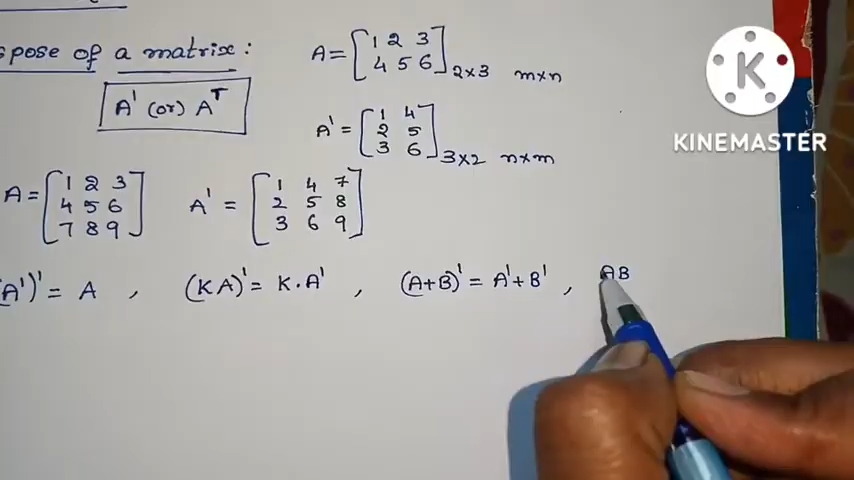 spose of a matrix :
A' (or) Aᵀ
A = [1 2 3
4 5 6] 2×3 m×n
A' = [1 4
2 5
3 6] 3×2 n×m
A = [1 2 3
4 5 6
7 8 9]
A' = [1 4 7
2 5 8
3 6 9]
(A')' = A , (KA)' = K.A' , (A+B)' = A'+B' , AB
K
KINEMASTER